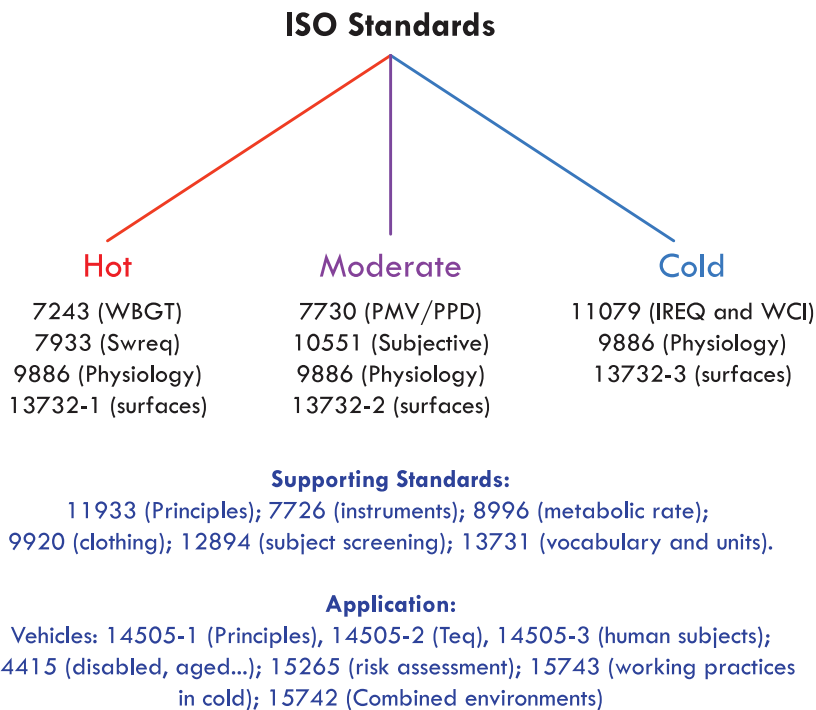 ISO Standards
Hot
7243 (WBGT)
7933 (Swreq)
9886 (Physiology)
13732-1 (surfaces)
Moderate
7730 (PMV/PPD)
10551 (Subjective)
9886 (Physiology)
13732-2 (surfaces)
Cold
11079 (IREQ and WCI)
9886 (Physiology)
13732-3 (surfaces)
Supporting Standards:
11933 (Principles); 7726 (instruments); 8996 (metabolic rate);
9920 (clothing); 12894 (subject screening); 13731 (vocabulary and units).
Application:
Vehicles: 14505-1 (Principles), 14505-2 (Teq), 14505-3 (human subjects);
4415 (disabled, aged...); 15265 (risk assessment); 15743 (working practices
in cold); 15742 (Combined environments)